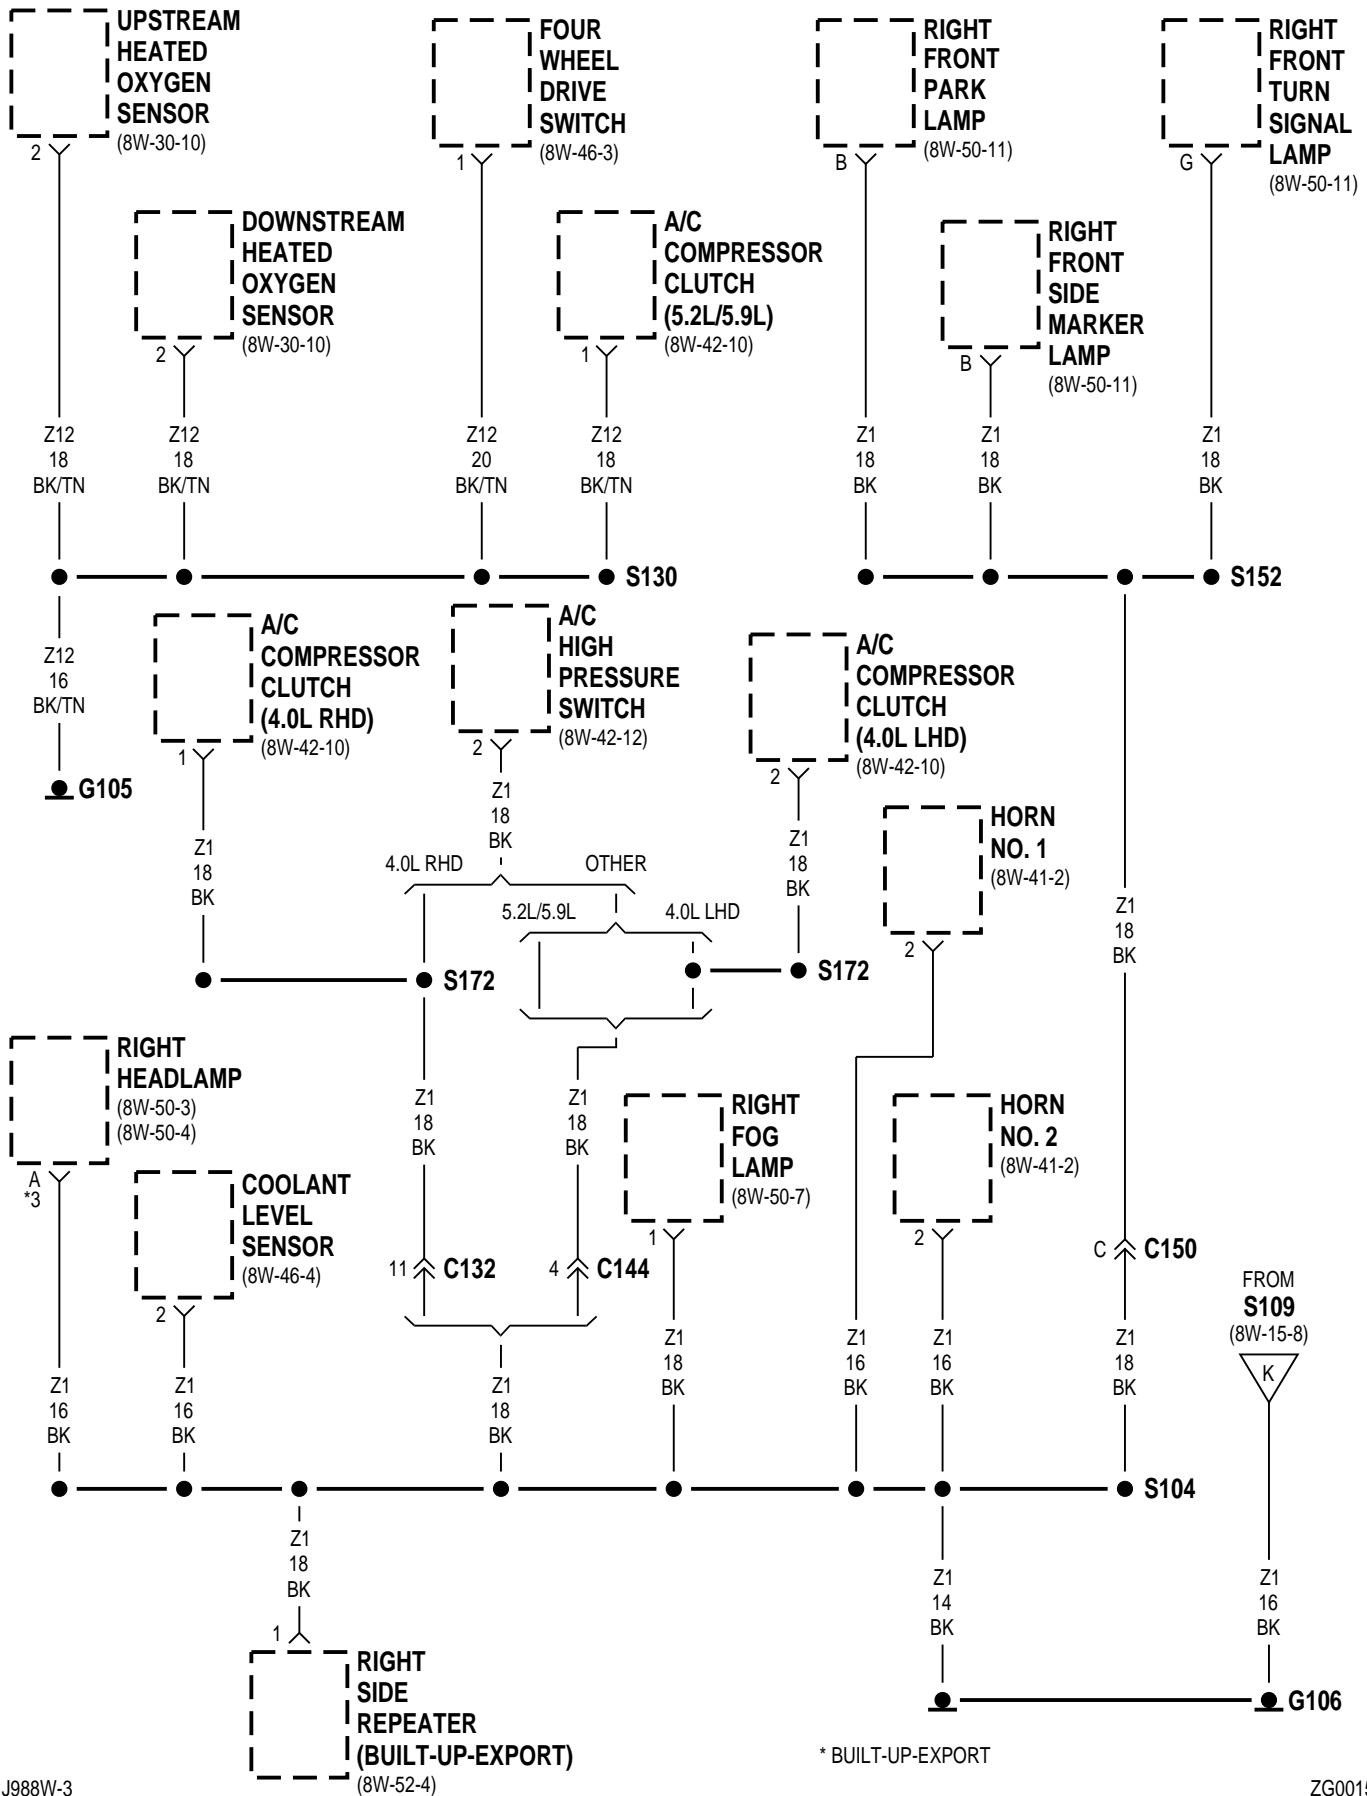 UPSTREAM
HEATED
OXYGEN
SENSOR
(8W-30-10)
2
FOUR
WHEEL
DRIVE
SWITCH
(8W-46-3)
1
RIGHT
FRONT
PARK
LAMP
(8W-50-11)
B
RIGHT
FRONT
TURN
SIGNAL
LAMP
(8W-50-11)
G
DOWNSTREAM
HEATED
OXYGEN
SENSOR
(8W-30-10)
2
A/C
COMPRESSOR
CLUTCH
(5.2L/5.9L)
(8W-42-10)
1
RIGHT
FRONT
SIDE
MARKER
LAMP
(8W-50-11)
B
Z12
18
BK/TN
Z12
18
BK/TN
Z12
20
BK/TN
Z12
18
BK/TN
Z1
18
BK
Z1
18
BK
Z1
18
BK
S130
S152
Z12
16
BK/TN
G105
A/C
COMPRESSOR
CLUTCH
(4.0L RHD)
(8W-42-10)
1
A/C
HIGH
PRESSURE
SWITCH
(8W-42-12)
2
A/C
COMPRESSOR
CLUTCH
(4.0L LHD)
(8W-42-10)
2
Z1
18
BK
Z1
18
BK
Z1
18
BK
HORN
NO. 1
(8W-41-2)
2
4.0L RHD
OTHER
5.2L/5.9L
4.0L LHD
Z1
18
BK
S172
S172
RIGHT
HEADLAMP
(8W-50-3)
(8W-50-4)
A
*3
COOLANT
LEVEL
SENSOR
(8W-46-4)
2
Z1
18
BK
Z1
18
BK
RIGHT
FOG
LAMP
(8W-50-7)
1
HORN
NO. 2
(8W-41-2)
2
11
C132
4
C144
C
C150
FROM
S109
(8W-15-8)
K
Z1
16
BK
Z1
16
BK
Z1
18
BK
Z1
18
BK
Z1
16
BK
Z1
16
BK
Z1
18
BK
S104
Z1
18
BK
1
RIGHT
SIDE
REPEATER
(BUILT-UP-EXPORT)
(8W-52-4)
Z1
14
BK
Z1
16
BK
G106
* BUILT-UP-EXPORT
J988W-3
ZG0015